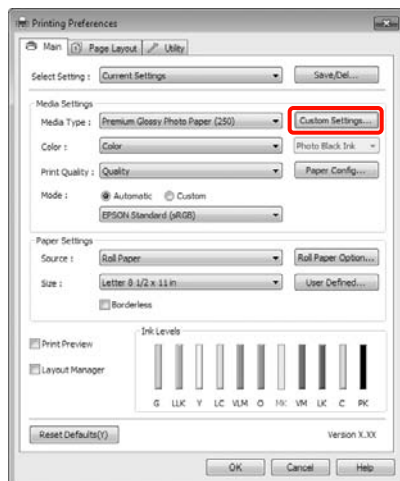 Printing Preferences
Main Page Layout Utility
Select Setting : Current Settings Save/Del...
Media Settings
Media Type : Premium Glossy Photo Paper (250) Custom Settings...
Color : Color Photo Black Ink
Print Quality : Quality Paper Config...
Mode : Automatic Custom
EPSON Standard (sRGB)
Paper Settings
Source : Roll Paper Roll Paper Option...
Size : Letter 8 1/2 x 11 in User Defined...
Borderless
Ink Levels
Print Preview
Layout Manager
G LLK Y LC VLM O MK VM LK C PK
Reset Defaults(Y) Version X.XX
OK Cancel Help